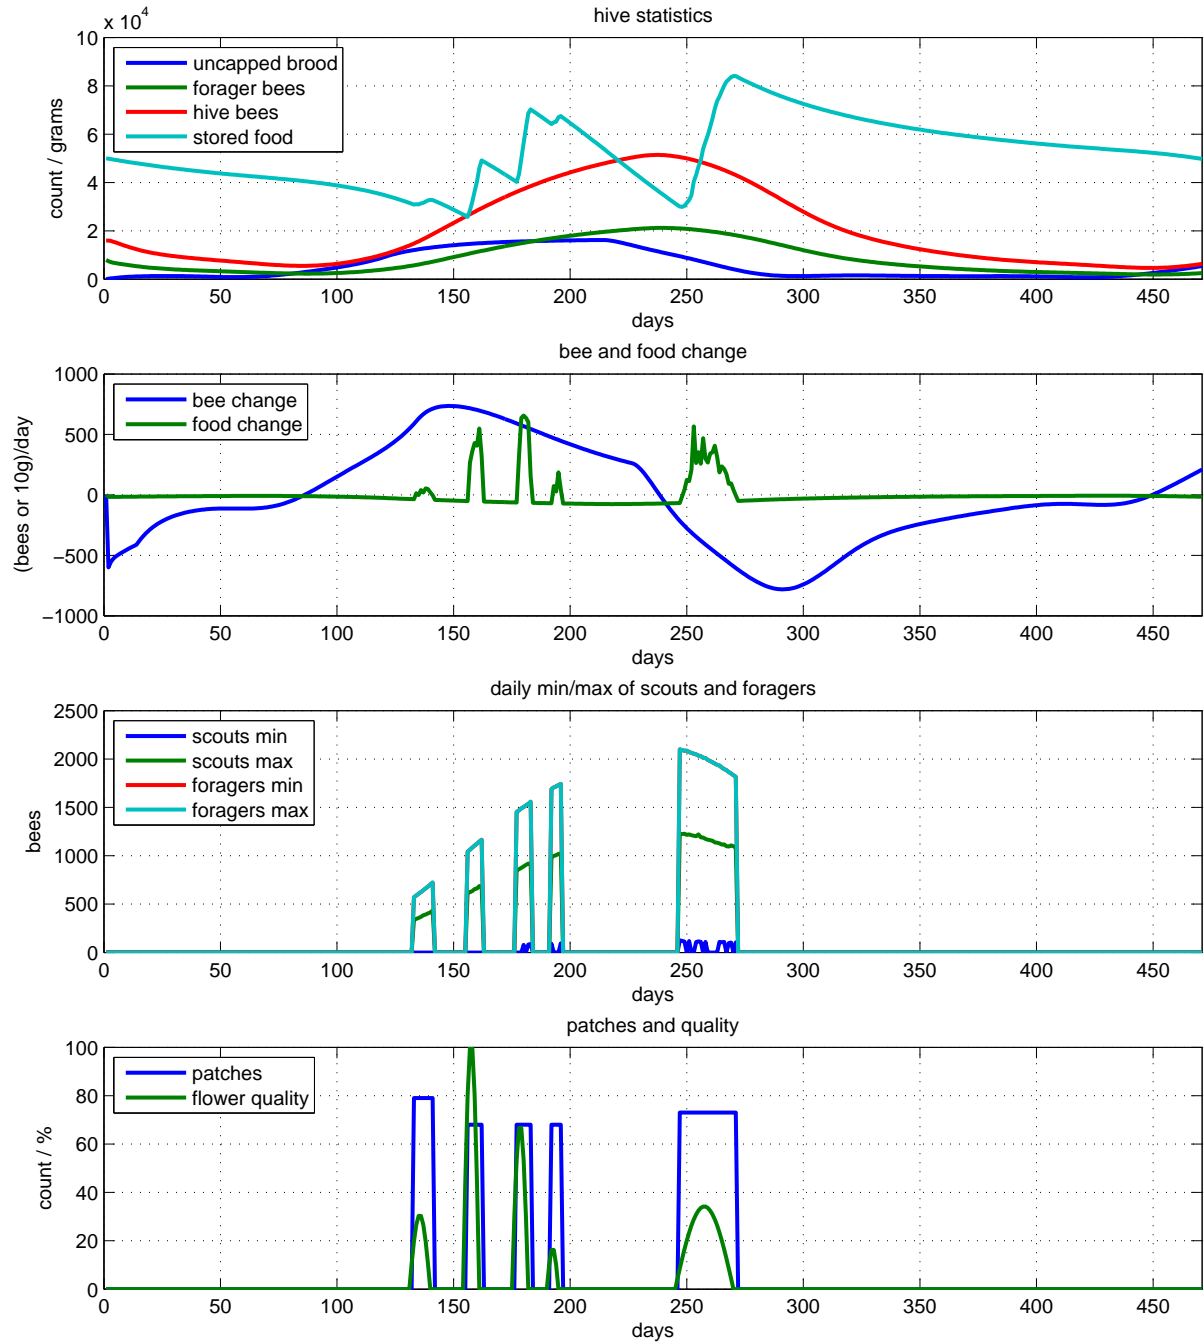 hive statistics
x 10^4
10
8
6
4
2
0
count / grams
uncapped brood
forager bees
hive bees
stored food
0 50 100 150 200 250 300 350 400 450
days
bee and food change
1000
500
0
−500
−1000
(bees or 10g)/day
bee change
food change
0 50 100 150 200 250 300 350 400 450
days
daily min/max of scouts and foragers
2500
2000
1500
1000
500
0
bees
scouts min
scouts max
foragers min
foragers max
0 50 100 150 200 250 300 350 400 450
days
patches and quality
100
80
60
40
20
0
count / %
patches
flower quality
0 50 100 150 200 250 300 350 400 450
days